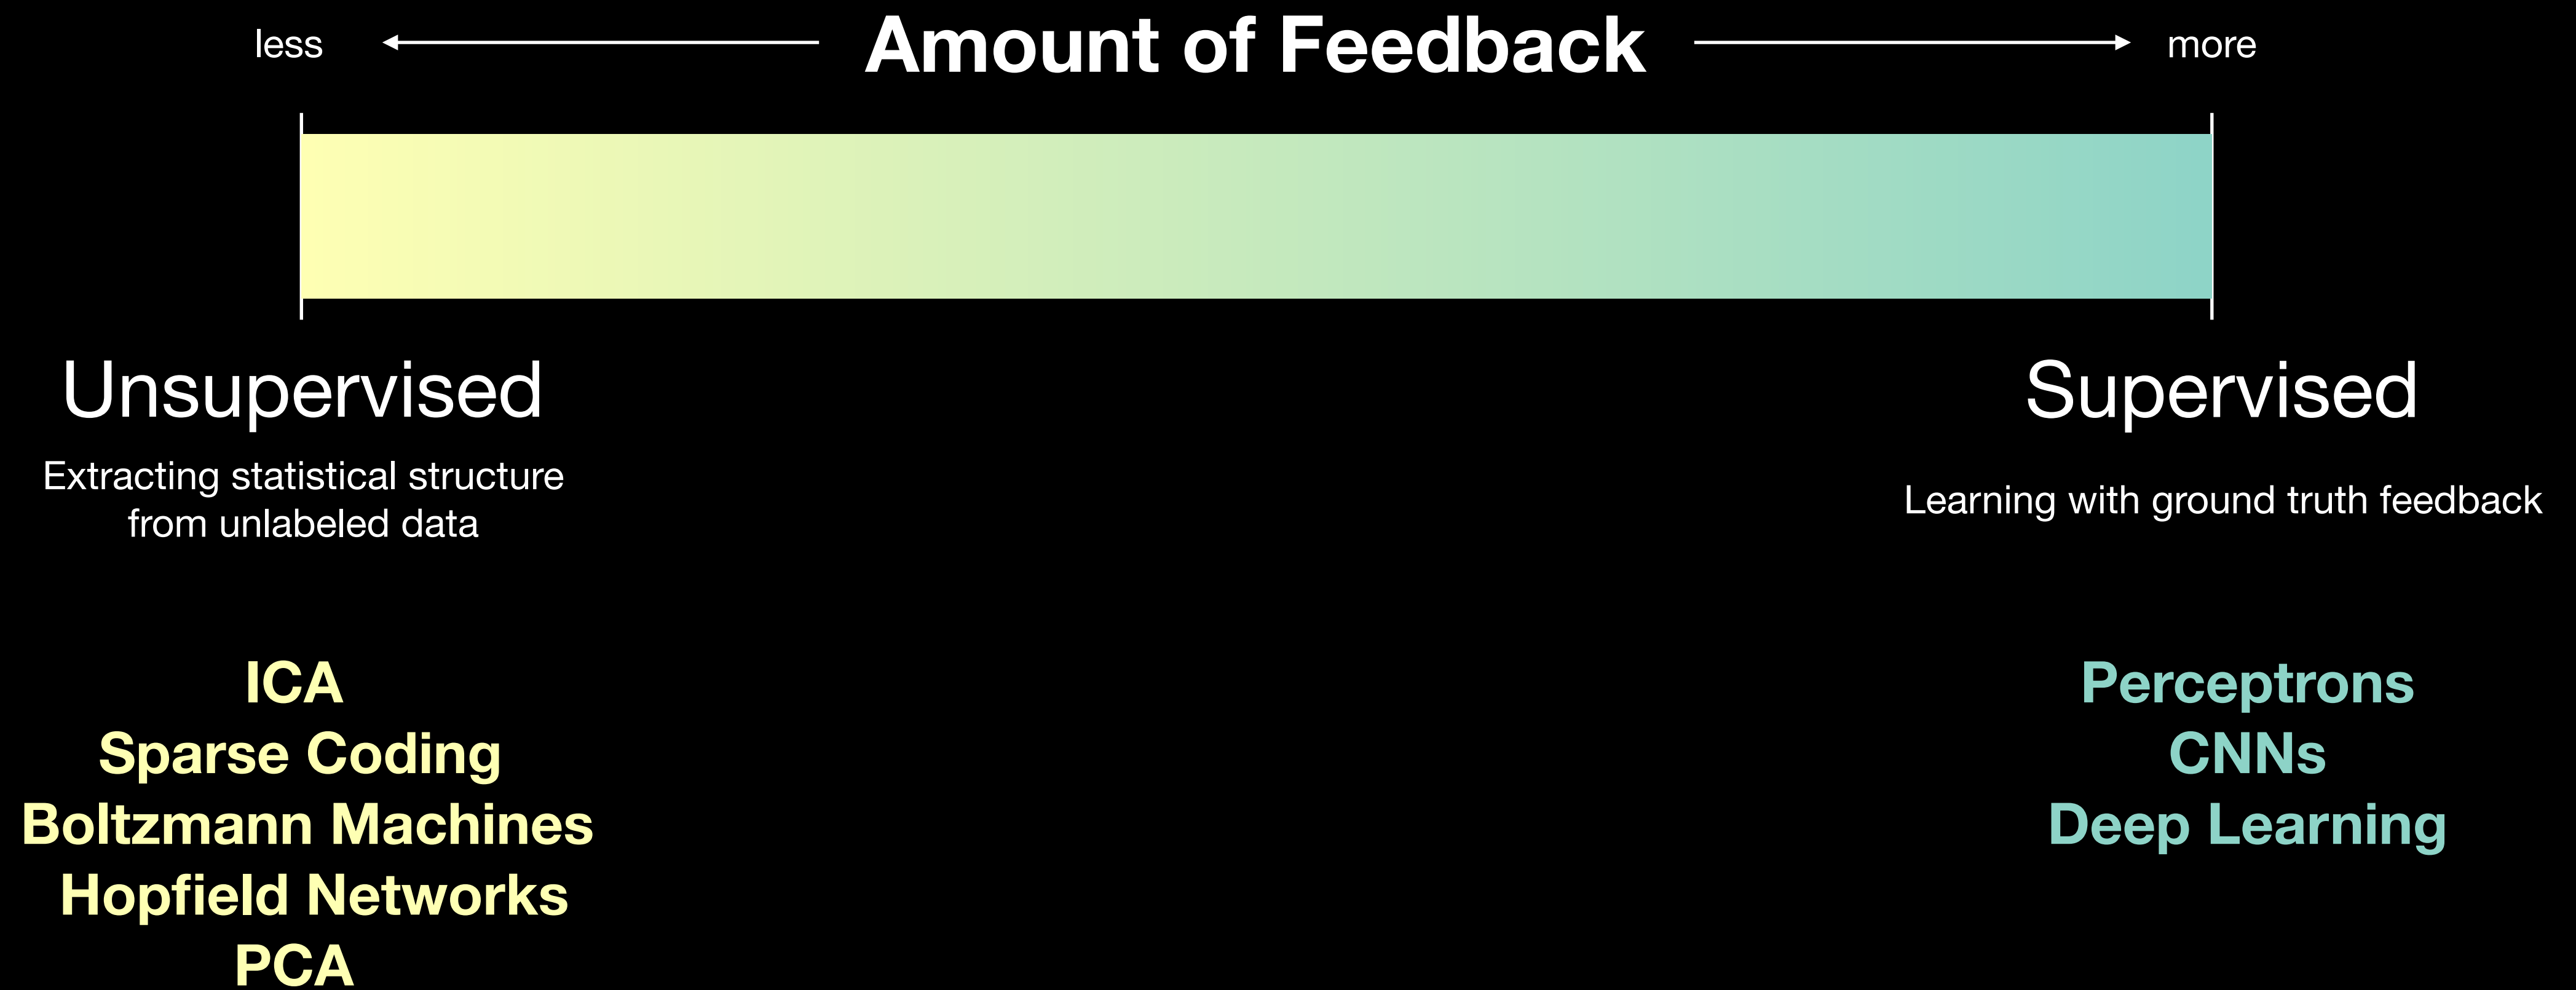 less
Amount of Feedback
more
Unsupervised
Extracting statistical structure
from unlabeled data
ICA
Sparse Coding
Boltzmann Machines
Hopfield Networks
PCA
Supervised
Learning with ground truth feedback
Perceptrons
CNNs
Deep Learning